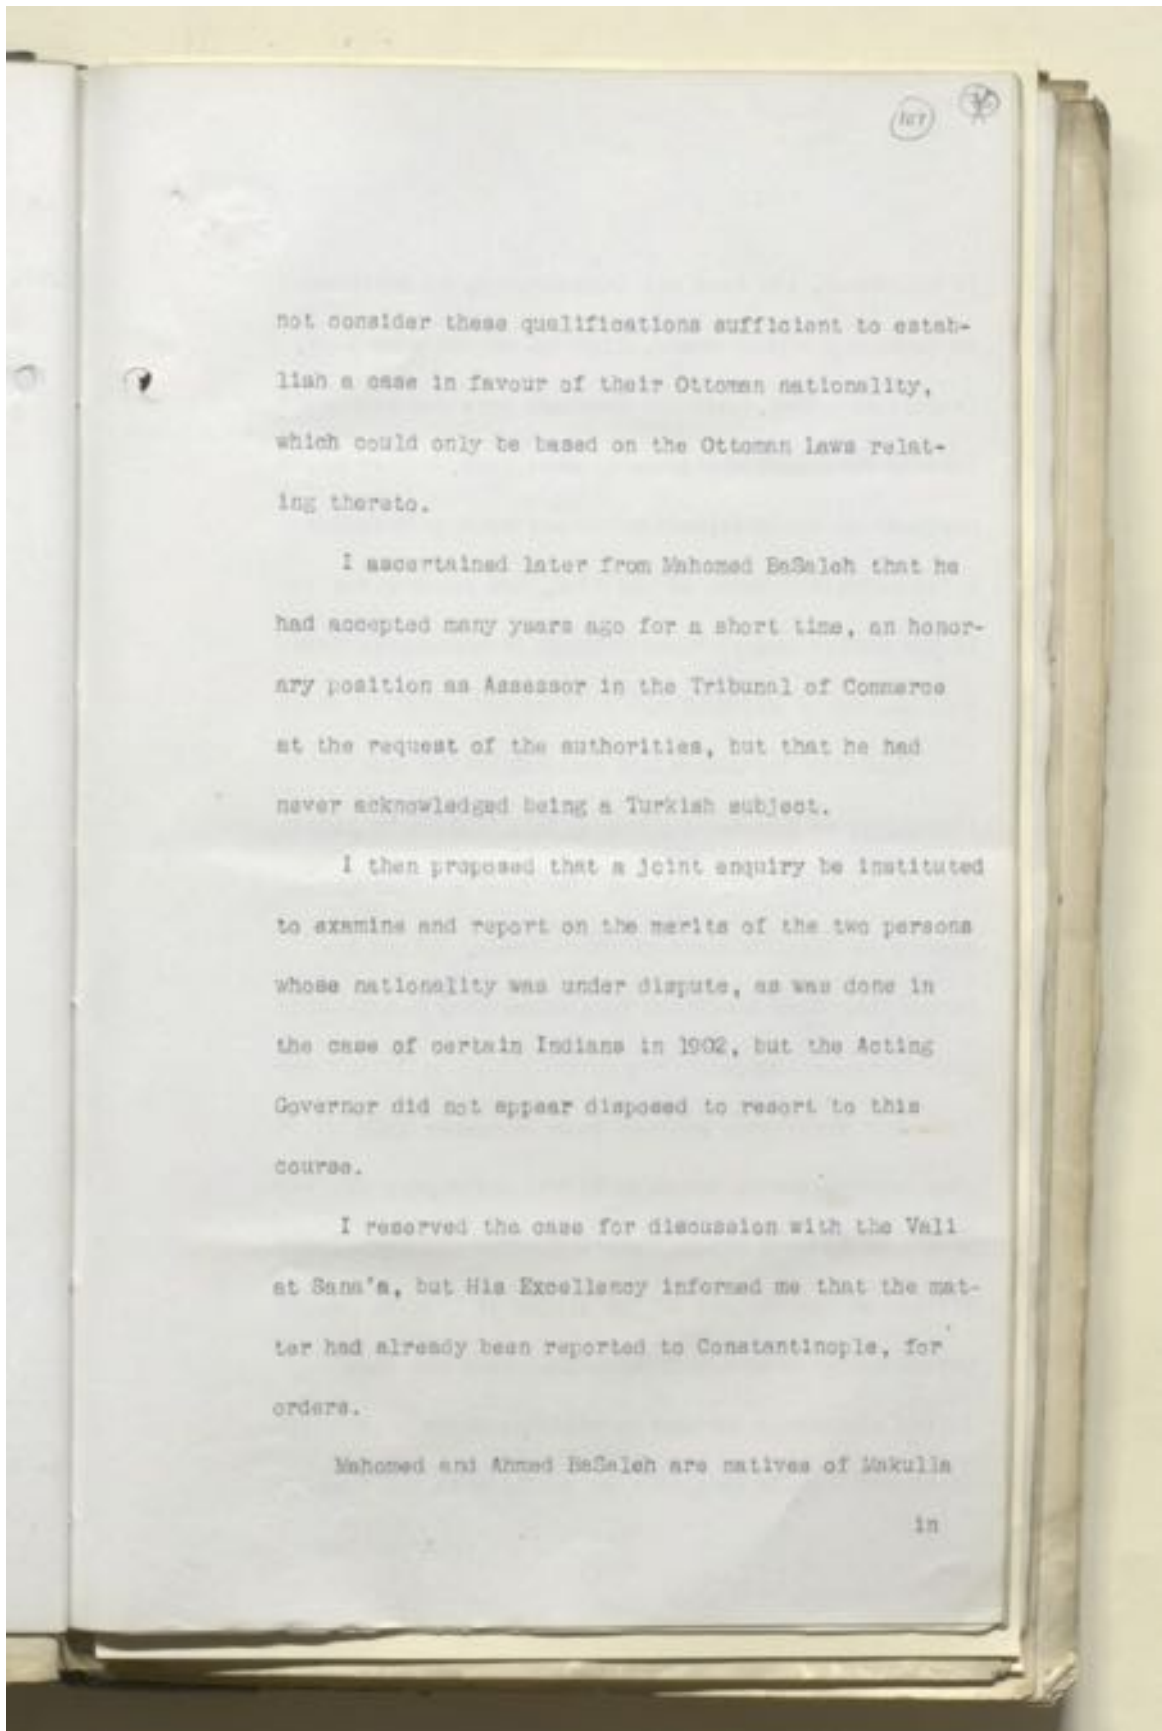 not consider these qualifications sufficient to estab-
lish a case in favour of their Ottoman nationality,
which could only be based on the Ottoman laws relat-
ing thereto.
I ascertained later from Mahomed BaSaleh that he
had accepted many years ago for a short time, an honor-
ary position as Assessor in the Tribunal of Commerce
at the request of the authorities, but that he had
never acknowledged being a Turkish subject.
I then proposed that a joint enquiry be instituted
to examine and report on the merits of the two persons
whose nationality was under dispute, as was done in
the case of certain Indians in 1902, but the Acting
Governor did not appear disposed to resort to this
course.
I reserved the case for discussion with the Vali
at Sana'a, but His Excellency informed me that the mat-
ter had already been reported to Constantinople, for
orders.
Mahomed and Ahmed BaSaleh are natives of Makulla
in